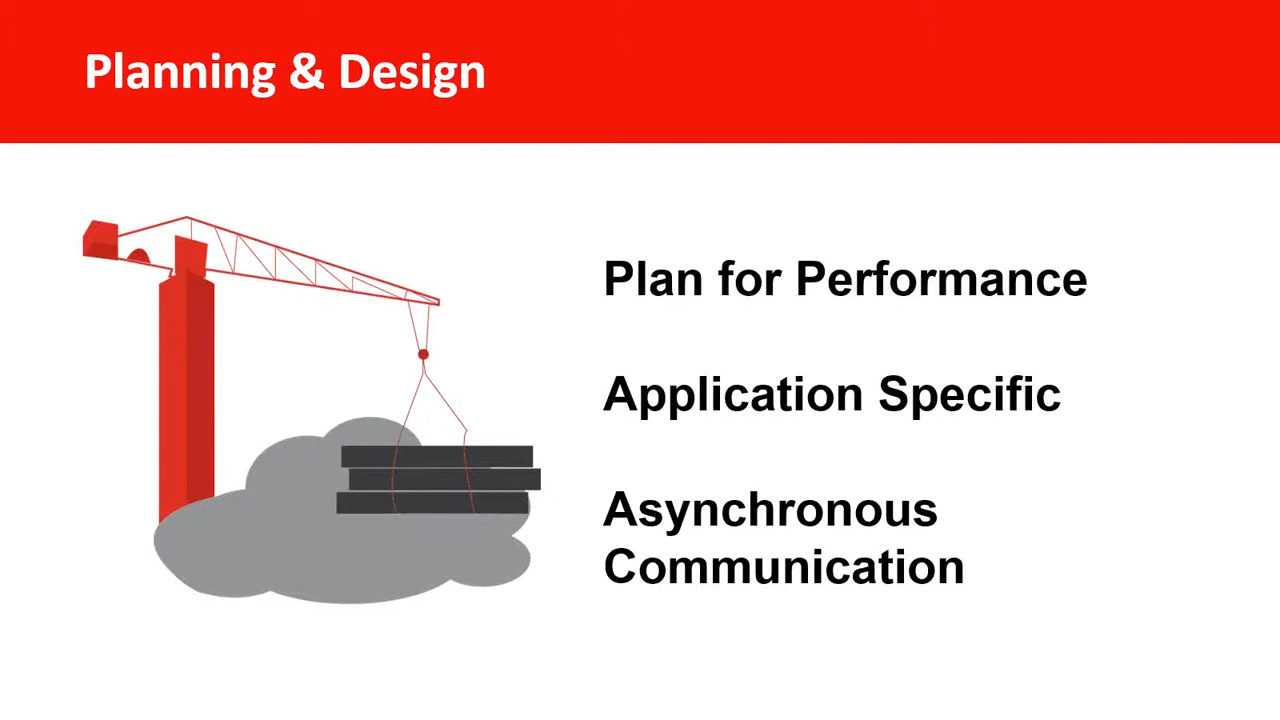 Planning & Design
Plan for Performance
Application Specific
Asynchronous
Communication